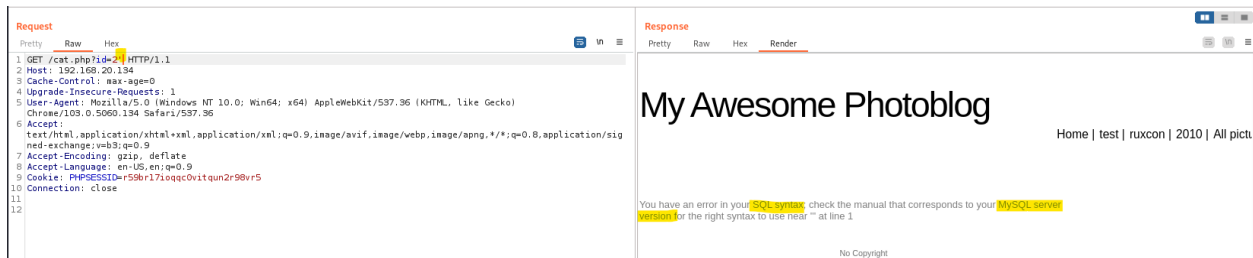 Request
Pretty Raw Hex \n
1 GET /cat.php?id=2' HTTP/1.1
2 Host: 192.168.20.134
3 Cache-Control: max-age=0
4 Upgrade-Insecure-Requests: 1
5 User-Agent: Mozilla/5.0 (Windows NT 10.0; Win64; x64) AppleWebKit/537.36 (KHTML, like Gecko)
Chrome/103.0.5060.134 Safari/537.36
6 Accept:
text/html,application/xhtml+xml,application/xml;q=0.9,image/avif,image/webp,image/apng,*/*;q=0.8,application/sig
ned-exchange;v=b3;q=0.9
7 Accept-Encoding: gzip, deflate
8 Accept-Language: en-US,en;q=0.9
9 Cookie: PHPSESSID=r59br17ioqqc0vitqun2r98vr5
10 Connection: close
11
12
Response
Pretty Raw Hex Render \n
My Awesome Photoblog
Home | test | ruxcon | 2010 | All pictu
You have an error in your SQL syntax; check the manual that corresponds to your MySQL server
version for the right syntax to use near ''' at line 1
No Copyright